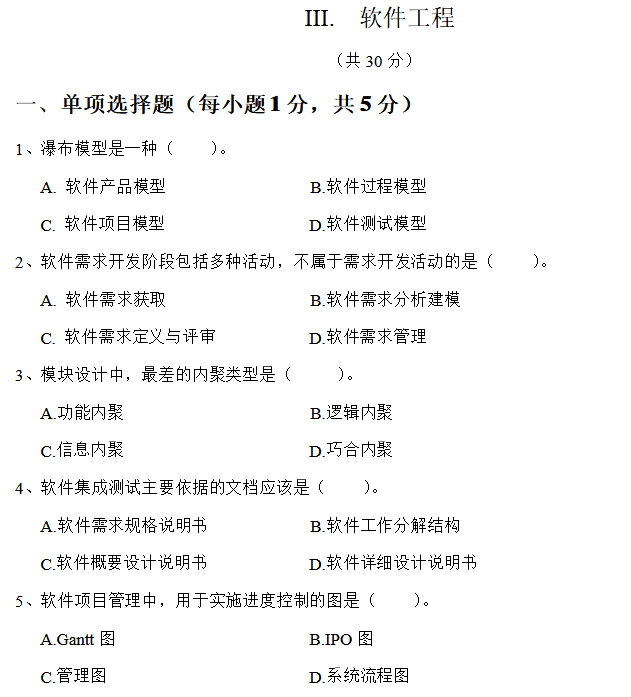 III. 软件工程
（共 30 分）
一、单项选择题（每小题 1 分，共 5 分）
1、瀑布模型是一种（　　）。
A. 软件产品模型　　B.软件过程模型
C. 软件项目模型　　D.软件测试模型
2、软件需求开发阶段包括多种活动，不属于需求开发活动的是（　　）。
A. 软件需求获取　　B.软件需求分析建模
C. 软件需求定义与评审　　D.软件需求管理
3、模块设计中，最差的内聚类型是（　　）。
A.功能内聚　　B.逻辑内聚
C.信息内聚　　D.巧合内聚
4、软件集成测试主要依据的文档应该是（　　）。
A.软件需求规格说明书　　B.软件工作分解结构
C.软件概要设计说明书　　D.软件详细设计说明书
5、软件项目管理中，用于实施进度控制的图是（　　）。
A.Gantt 图　　B.IPO 图
C.管理图　　D.系统流程图